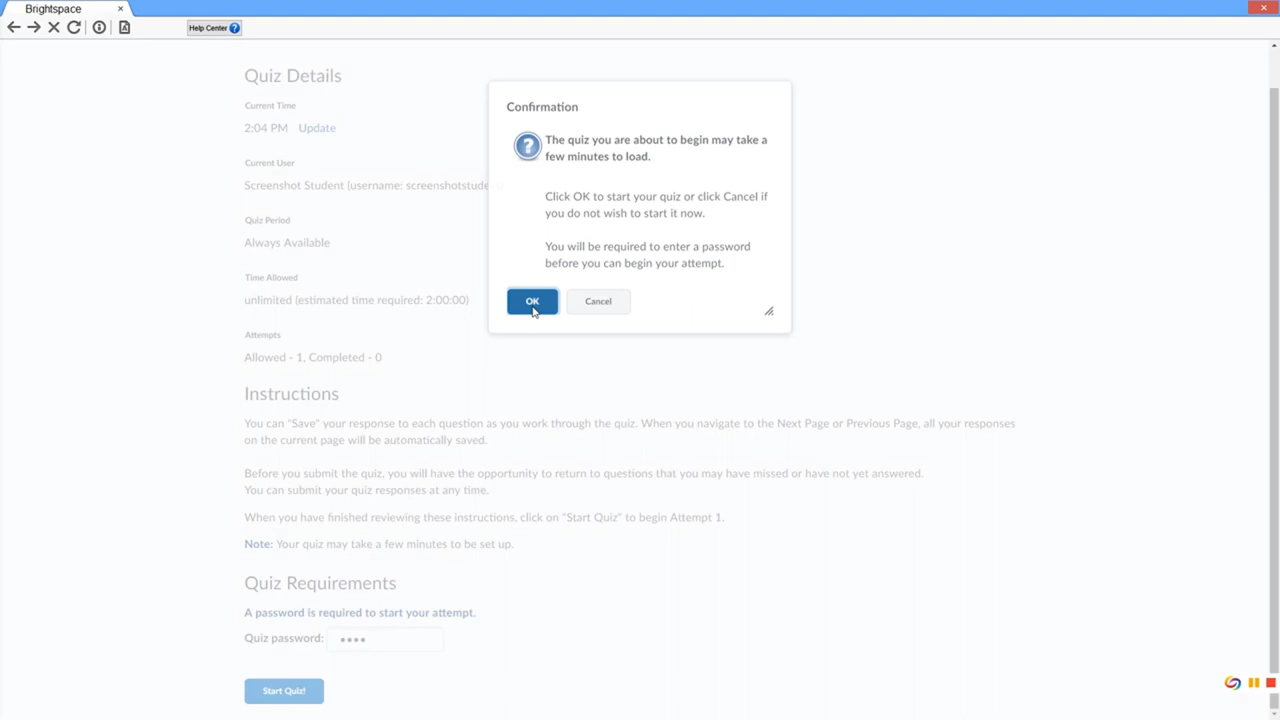 Brightspace
Help Center
Quiz Details
Current Time
2:04 PM Update
Current User
Screenshot Student (username: screenshotstude
Quiz Period
Always Available
Time Allowed
unlimited (estimated time required: 2:00:00)
Attempts
Allowed - 1, Completed - 0
Confirmation
The quiz you are about to begin may take a
few minutes to load.
Click OK to start your quiz or click Cancel if
you do not wish to start it now.
You will be required to enter a password
before you can begin your attempt.
OK
Cancel
Instructions
You can "Save" your response to each question as you work through the quiz. When you navigate to the Next Page or Previous Page, all your responses
on the current page will be automatically saved.
Before you submit the quiz, you will have the opportunity to return to questions that you may have missed or have not yet answered.
You can submit your quiz responses at any time.
When you have finished reviewing these instructions, click on "Start Quiz" to begin Attempt 1.
Note: Your quiz may take a few minutes to be set up.
Quiz Requirements
A password is required to start your attempt.
Quiz password: ••••
Start Quiz!